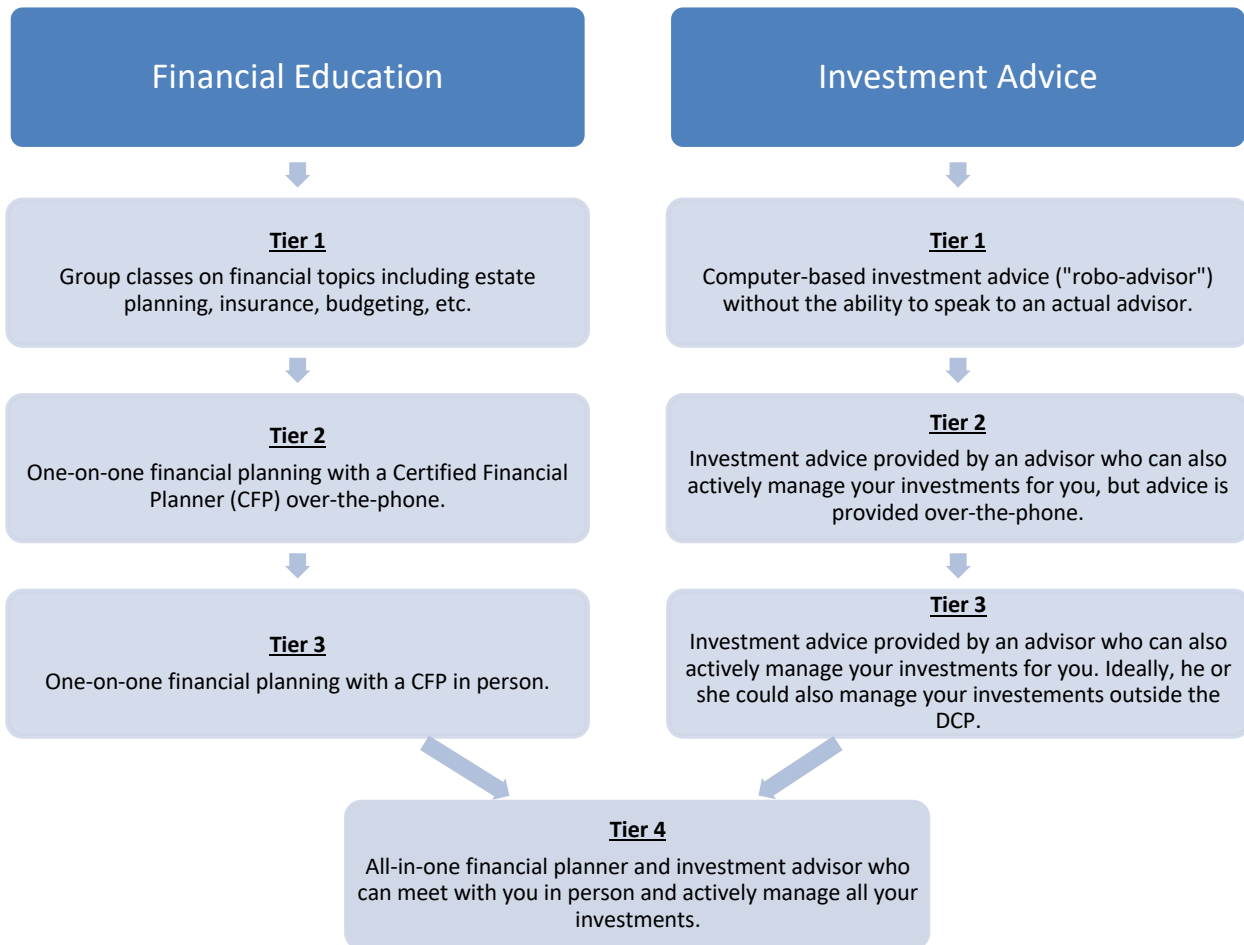 Financial Education
Tier 1
Group classes on financial topics including estate
planning, insurance, budgeting, etc.
Tier 2
One-on-one financial planning with a Certified Financial
Planner (CFP) over-the-phone.
Tier 3
One-on-one financial planning with a CFP in person.
Investment Advice
Tier 1
Computer-based investment advice ("robo-advisor")
without the ability to speak to an actual advisor.
Tier 2
Investment advice provided by an advisor who can also
actively manage your investments for you, but advice is
provided over-the-phone.
Tier 3
Investment advice provided by an advisor who can also
actively manage your investments for you. Ideally, he or
she could also manage your investements outside the
DCP.
Tier 4
All-in-one financial planner and investment advisor who
can meet with you in person and actively manage all your
investments.